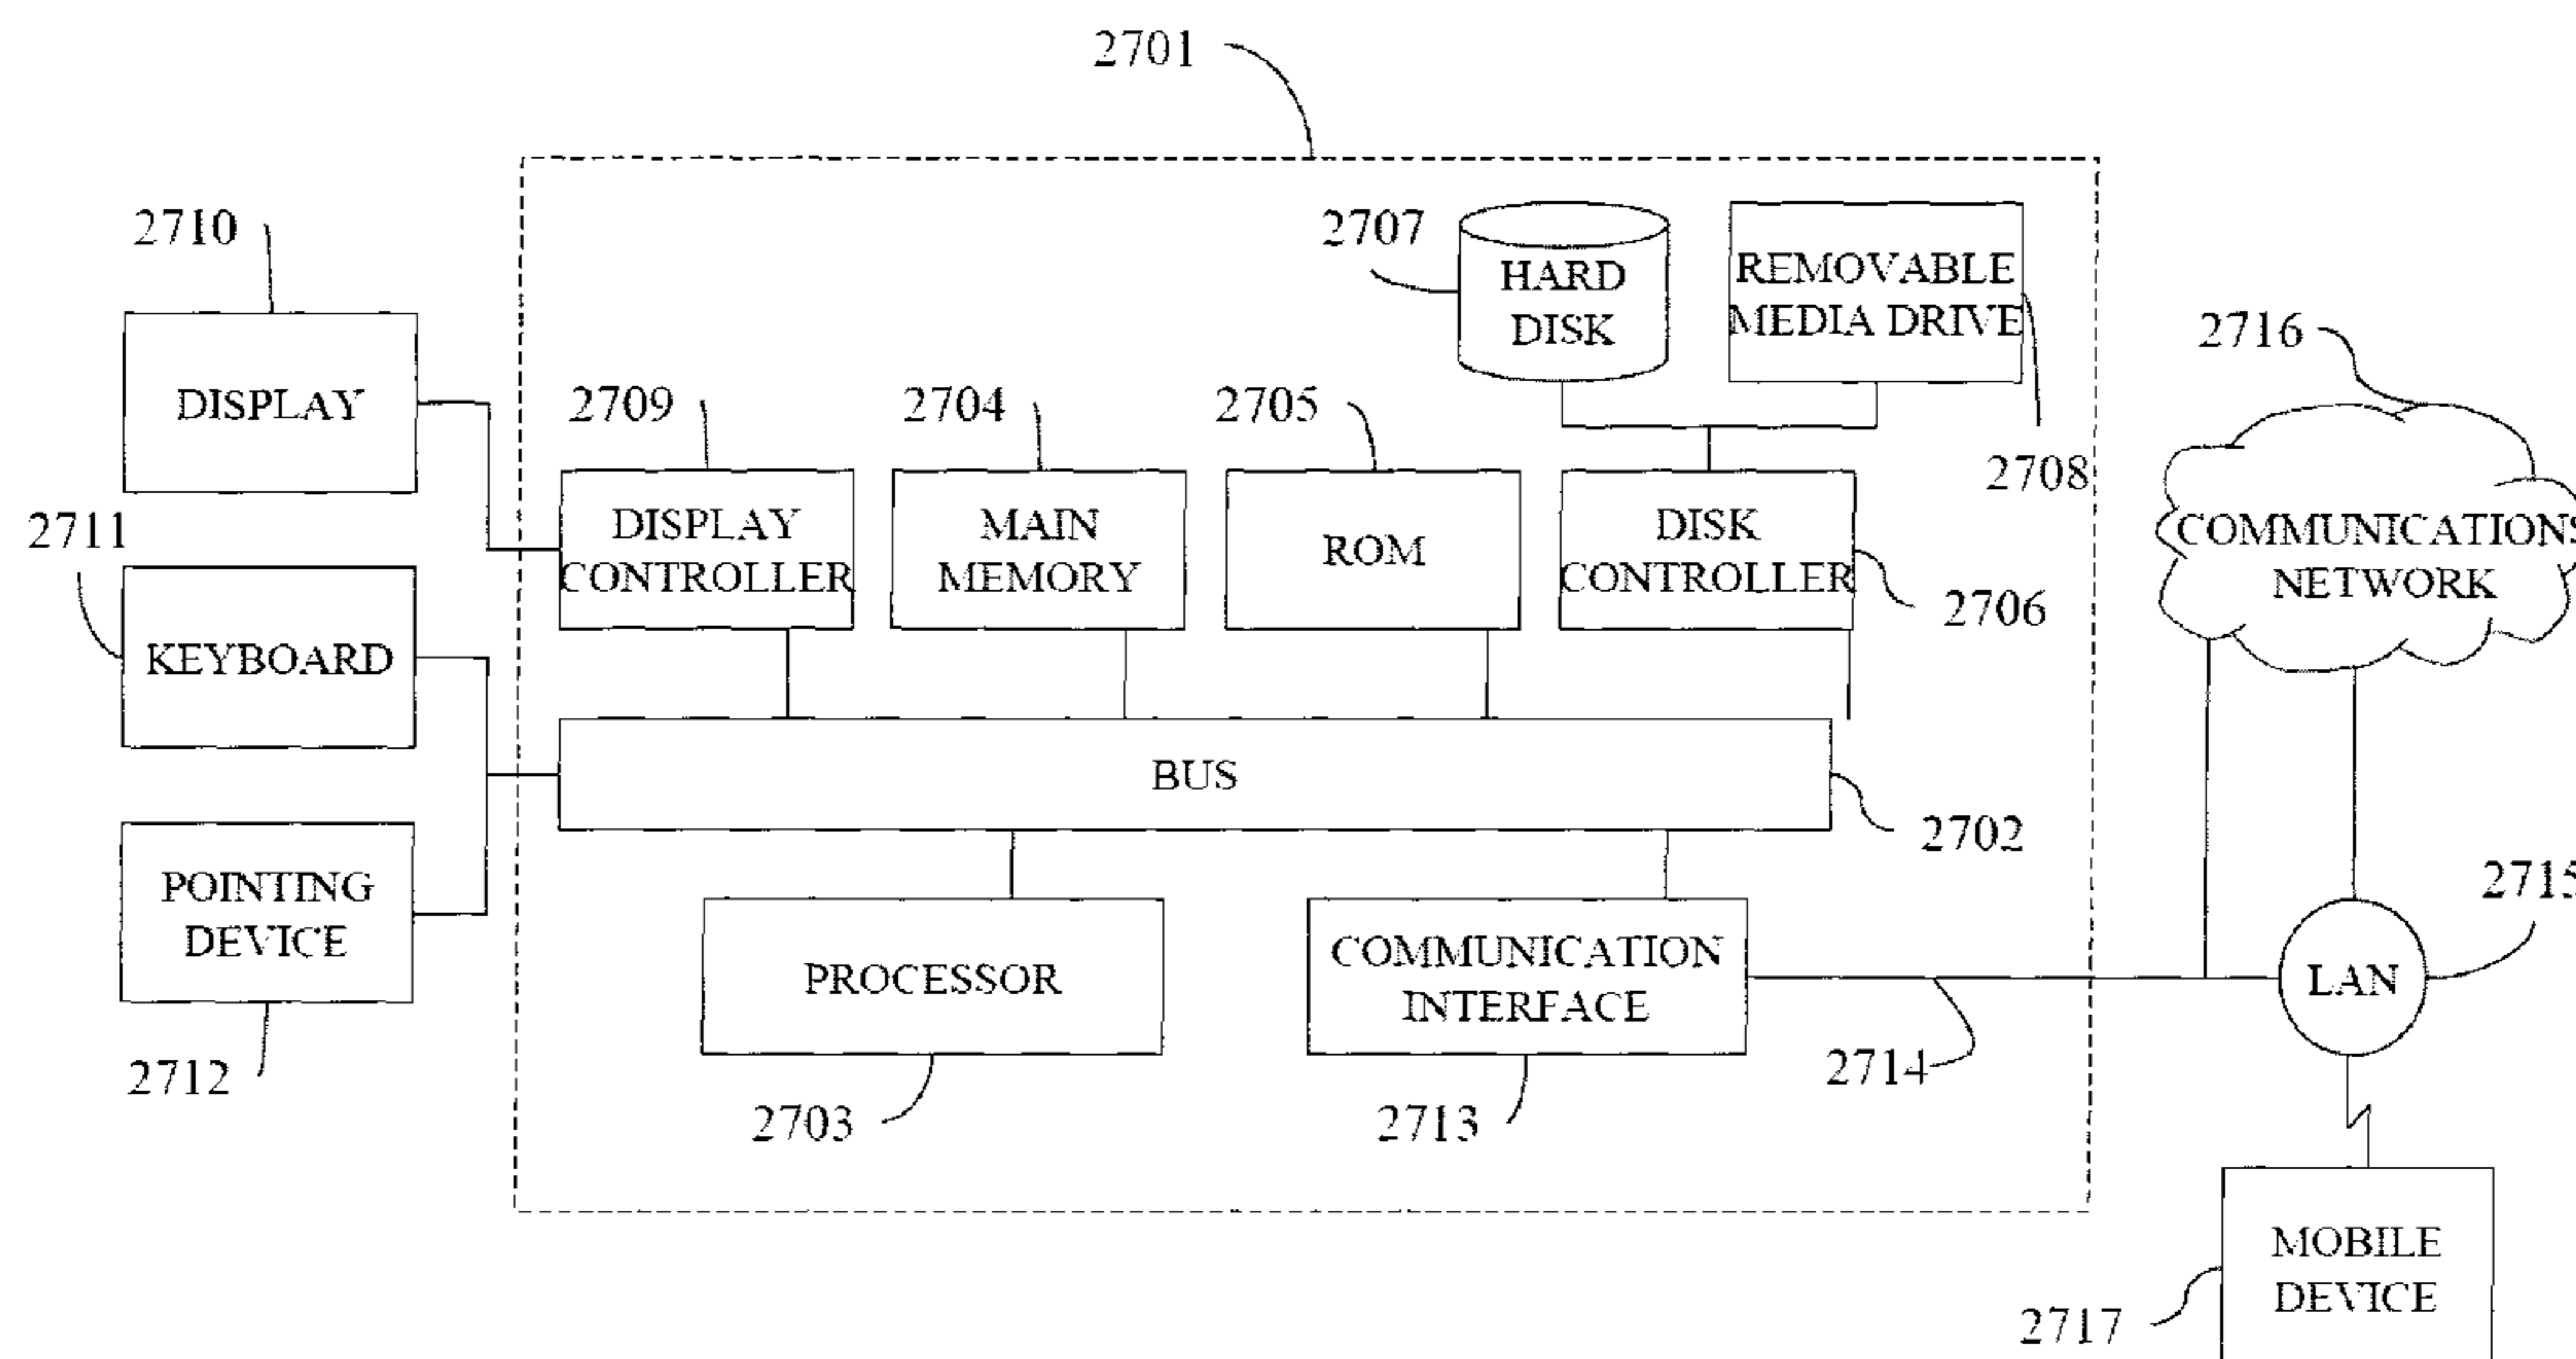 2701
2710
2707
HARD
DISK
REMOVABLE
MEDIA DRIVE
2716
DISPLAY
2709
2704
2705
2708
2711
DISPLAY
CONTROLLER
MAIN
MEMORY
ROM
DISK
CONTROLLER
2706
COMMUNICATIONS
NETWORK
KEYBOARD
BUS
2702
POINTING
DEVICE
2715
PROCESSOR
COMMUNICATION
INTERFACE
LAN
2712
2703
2713
2714
MOBILE
DEVICE
2717